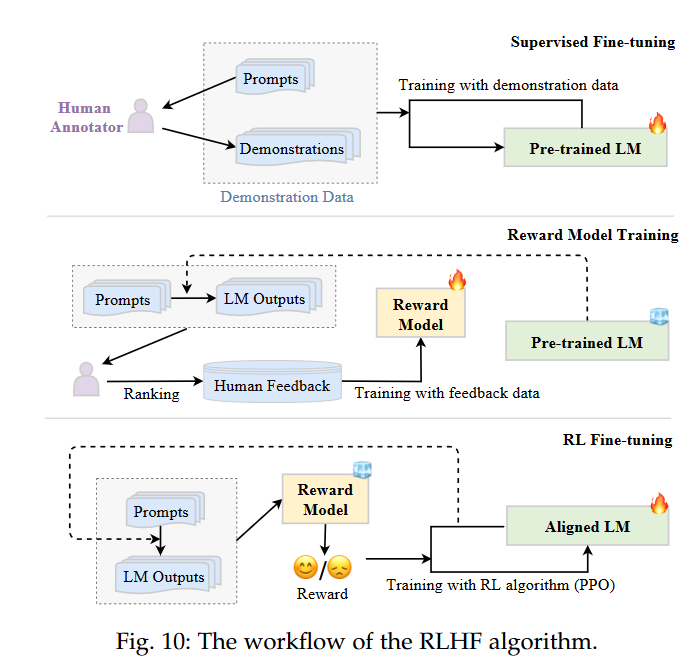 Supervised Fine-tuning
Prompts
Training with demonstration data
Human
Annotator
Demonstrations
Pre-trained LM
Demonstration Data
Reward Model Training
Prompts
LM Outputs
Reward
Model
Pre-trained LM
Ranking
Human Feedback
Training with feedback data
RL Fine-tuning
Prompts
Reward
Model
Aligned LM
LM Outputs
/
Reward
Training with RL algorithm (PPO)
Fig. 10: The workflow of the RLHF algorithm.